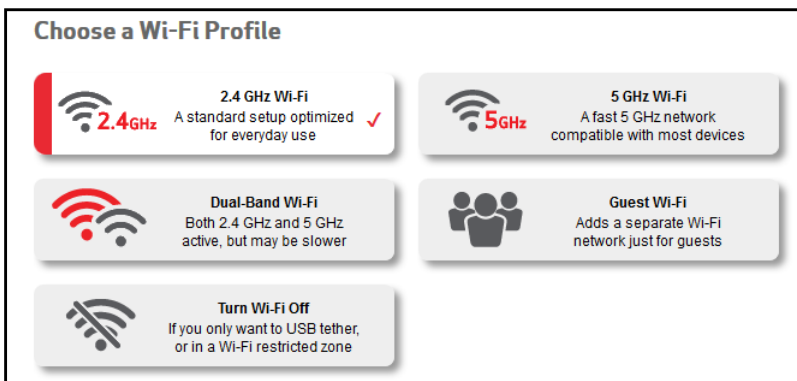 Choose a Wi-Fi Profile
2.4GHz
2.4 GHz Wi-Fi
A standard setup optimized
for everyday use
5GHz
5 GHz Wi-Fi
A fast 5 GHz network
compatible with most devices
Dual-Band Wi-Fi
Both 2.4 GHz and 5 GHz
active, but may be slower
Guest Wi-Fi
Adds a separate Wi-Fi
network just for guests
Turn Wi-Fi Off
If you only want to USB tether,
or in a Wi-Fi restricted zone